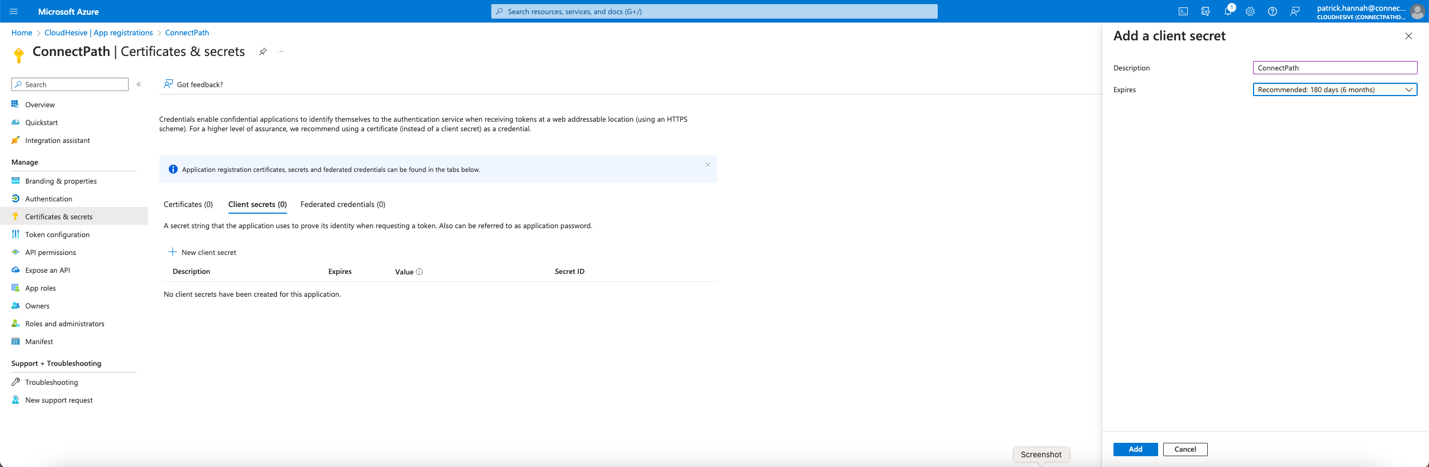 Microsoft Azure
Search resources, services, and docs (G+/)
1
patrick.hannah@connec...
CLOUDHESIVE (CONNECTPATHD...
Home > CloudHesive | App registrations > ConnectPath
ConnectPath | Certificates & secrets
...
Search
«
Overview
Quickstart
Integration assistant
Manage
Branding & properties
Authentication
Certificates & secrets
Token configuration
API permissions
Expose an API
App roles
Owners
Roles and administrators
Manifest
Support + Troubleshooting
Troubleshooting
New support request
Got feedback?
Credentials enable confidential applications to identify themselves to the authentication service when receiving tokens at a web addressable location (using an HTTPS
scheme). For a higher level of assurance, we recommend using a certificate (instead of a client secret) as a credential.
Application registration certificates, secrets and federated credentials can be found in the tabs below.
Certificates (0) Client secrets (0) Federated credentials (0)
A secret string that the application uses to prove its identity when requesting a token. Also can be referred to as application password.
New client secret
Description Expires Value Secret ID
No client secrets have been created for this application.
Add a client secret
Description ConnectPath
Expires Recommended: 180 days (6 months)
Add Cancel
Screenshot